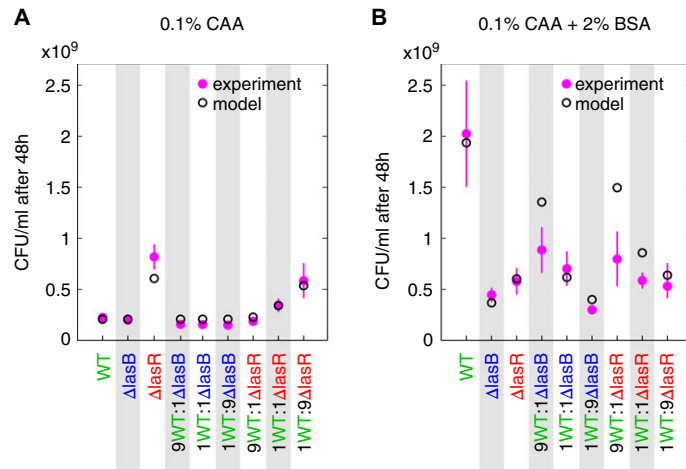 A
0.1% CAA
x10⁹
2.5
2
1.5
1
0.5
0
CFU/ml after 48h
experiment
model
WT
ΔlasB
ΔlasR
9WT:1ΔlasB
1WT:1ΔlasB
1WT:9ΔlasB
9WT:1ΔlasR
1WT:1ΔlasR
1WT:9ΔlasR
B
0.1% CAA + 2% BSA
x10⁹
2.5
2
1.5
1
0.5
0
CFU/ml after 48h
experiment
model
WT
ΔlasB
ΔlasR
9WT:1ΔlasB
1WT:1ΔlasB
1WT:9ΔlasB
9WT:1ΔlasR
1WT:1ΔlasR
1WT:9ΔlasR